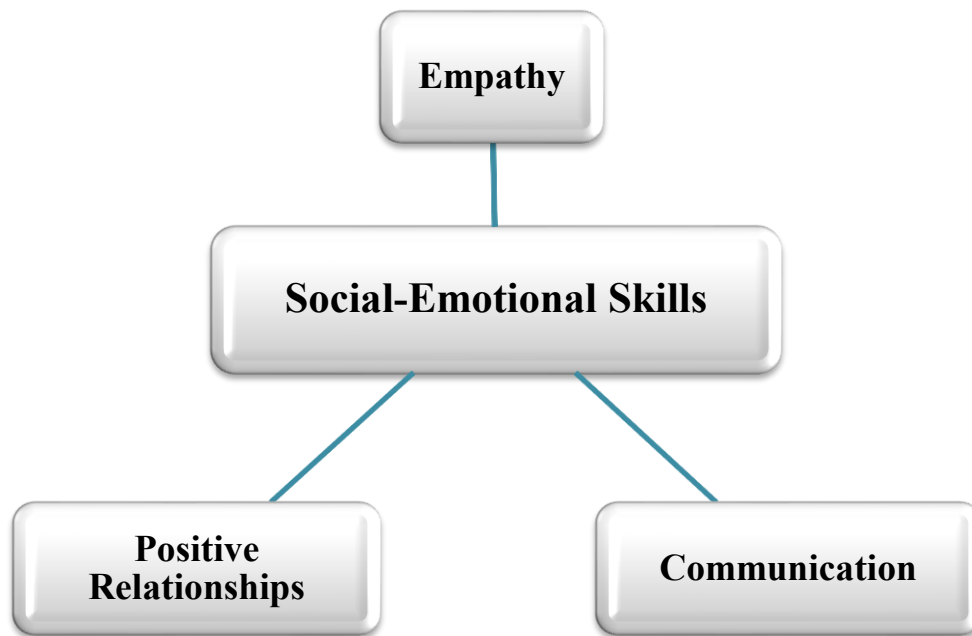 Empathy
Social-Emotional Skills
Positive
Relationships
Communication